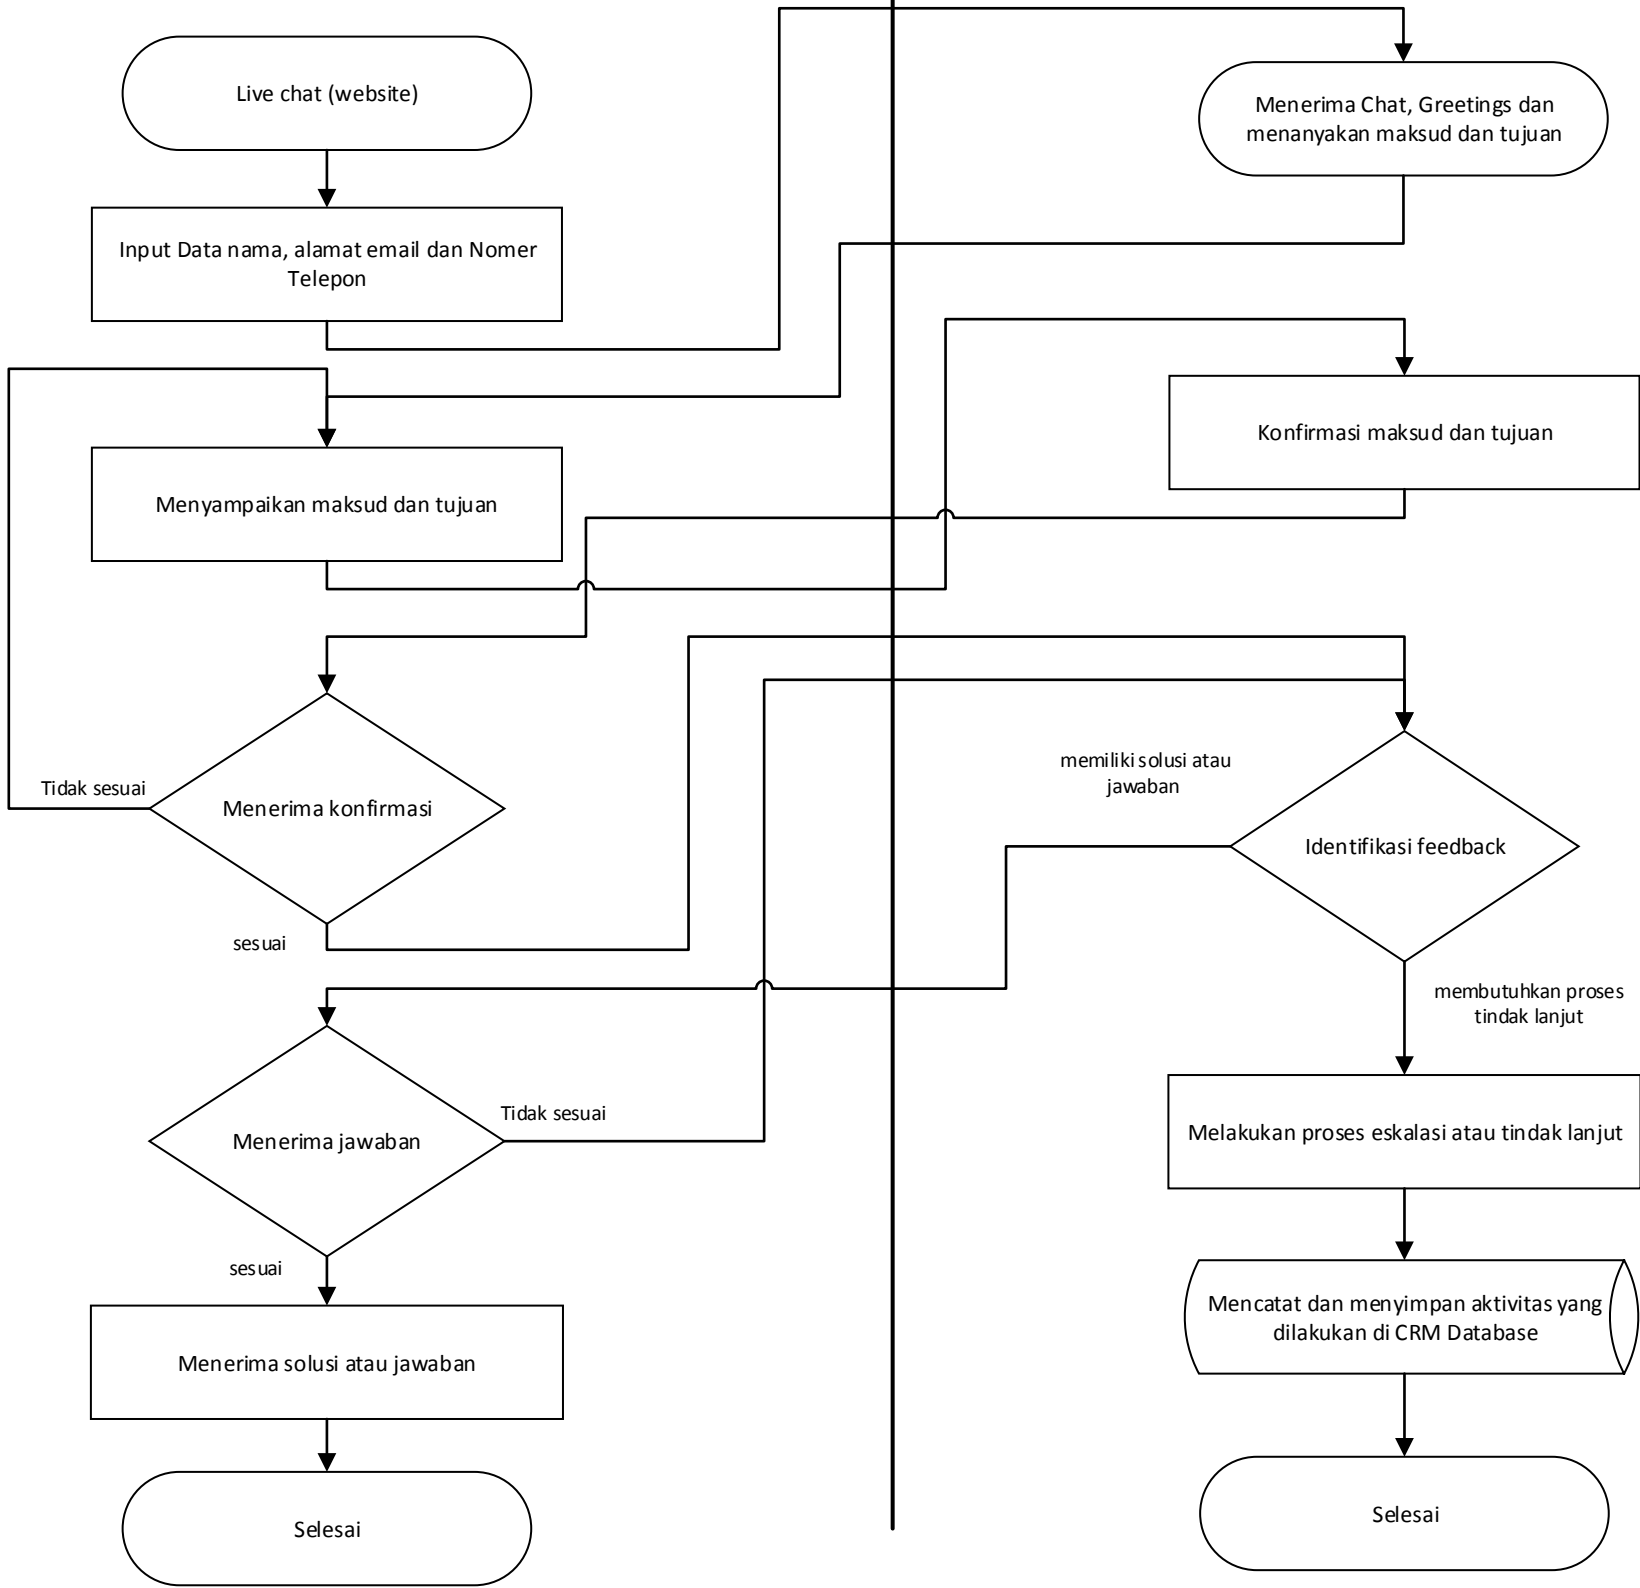 Live chat (website)
Menerima Chat, Greetings dan
menanyakan maksud dan tujuan
Input Data nama, alamat email dan Nomer
Telepon
Konfirmasi maksud dan tujuan
Menyampaikan maksud dan tujuan
Tidak sesuai
Menerima konfirmasi
sesuai
memiliki solusi atau
jawaban
Identifikasi feedback
membutuhkan proses
tindak lanjut
Menerima jawaban
Tidak sesuai
sesuai
Melakukan proses eskalasi atau tindak lanjut
Menerima solusi atau jawaban
Mencatat dan menyimpan aktivitas yang
dilakukan di CRM Database
Selesai
Selesai